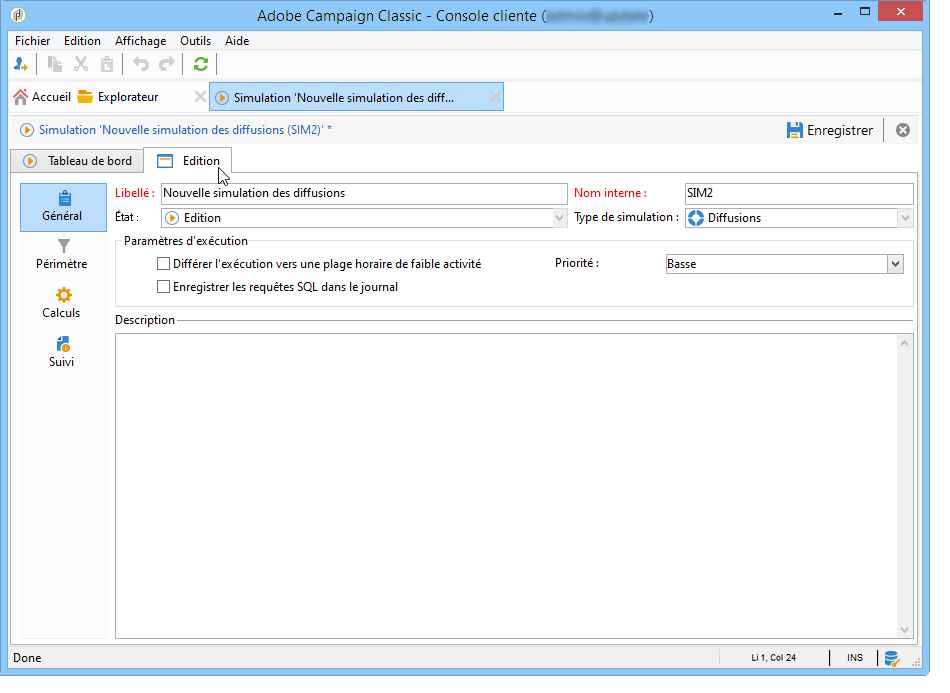 Adobe Campaign Classic - Console cliente ( )
Fichier Edition Affichage Outils Aide
Accueil Explorateur Simulation 'Nouvelle simulation des diff...
Simulation 'Nouvelle simulation des diffusions (SIM2)' * Enregistrer
Tableau de bord Edition
Général
Périmètre
Calculs
Suivi
Libellé : Nouvelle simulation des diffusions Nom interne : SIM2
État : Edition Type de simulation : Diffusions
Paramètres d'exécution
Différer l'exécution vers une plage horaire de faible activité Priorité : Basse
Enregistrer les requêtes SQL dans le journal
Description
Done Li 1, Col 24 INS